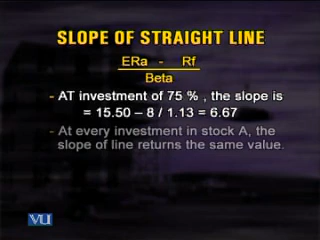 SLOPE OF STRAIGHT LINE
ERa - Rf
Beta
- AT investment of 75 % , the slope is
= 15.50 – 8 / 1.13 = 6.67
- At every investment in stock A, the
slope of line returns the same value.
VU